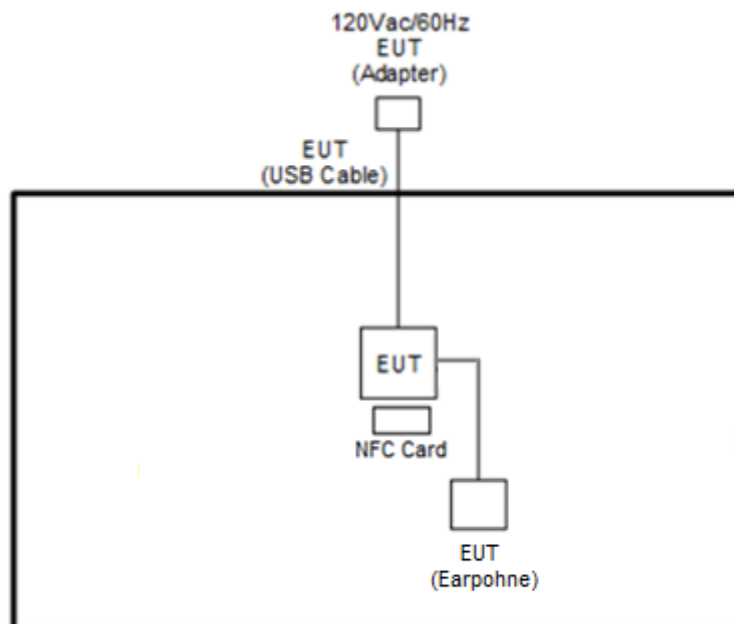 120Vac/60Hz
EUT
(Adapter)
EUT
(USB Cable)
EUT
NFC Card
EUT
(Earpohne)